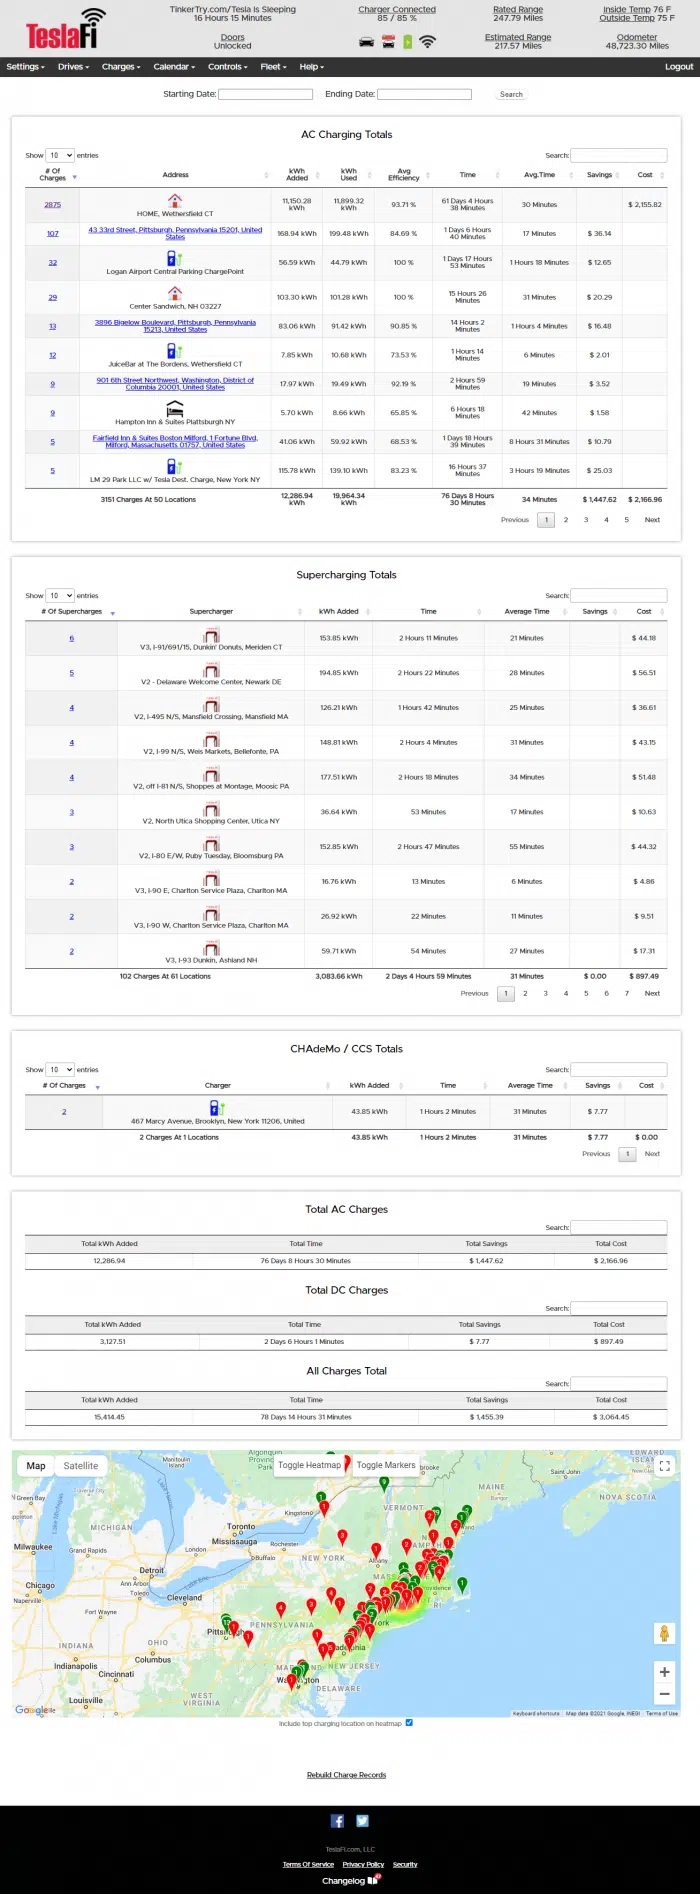 TeslaFi
TinkerTry.com/Tesla is Sleeping
16 Hours 15 Minutes
Doors
Unlocked
Charger Connected
85 / 85 %
Rated Range
247.79 Miles
Estimated Range
217.57 Miles
Inside Temp 76 F
Outside Temp 75 F
Odometer
48,723.30 Miles
Settings Drives Charges Calendar Controls Fleet Help Logout
Starting Date: Ending Date: Search
AC Charging Totals
Show 10 entries Search:
# Of Charges Address kWh Added kWh Used Avg Efficiency Time Avg.Time Savings Cost
2875 HOME, Wethersfield CT 11,150.28 kWh 11,899.32 kWh 93.71 % 61 Days 4 Hours 38 Minutes 30 Minutes $ 2,155.82
107 43 33rd Street, Pittsburgh, Pennsylvania 15201, United States 168.94 kWh 199.48 kWh 84.69 % 1 Days 6 Hours 40 Minutes 17 Minutes $ 36.14
32 Logan Airport Central Parking ChargePoint 56.59 kWh 44.79 kWh 100 % 1 Days 17 Hours 53 Minutes 1 Hours 18 Minutes $ 12.65
29 Center Sandwich, NH 03227 103.30 kWh 101.28 kWh 100 % 15 Hours 26 Minutes 31 Minutes $ 20.29
13 3896 Bigelow Boulevard, Pittsburgh, Pennsylvania 15213, United States 83.06 kWh 91.42 kWh 90.85 % 14 Hours 2 Minutes 1 Hours 4 Minutes $ 16.48
12 JuiceBar at The Bordens, Wethersfield CT 7.85 kWh 10.68 kWh 73.53 % 1 Hours 14 Minutes 6 Minutes $ 2.01
9 901 6th Street Northwest, Washington, District of Columbia 20001, United States 17.97 kWh 19.49 kWh 92.19 % 2 Hours 59 Minutes 19 Minutes $ 3.52
9 Hampton Inn & Suites Plattsburgh NY 5.70 kWh 8.66 kWh 65.85 % 6 Hours 18 Minutes 42 Minutes $ 1.58
5 Fairfield Inn & Suites Boston Milford, 1 Fortune Blvd, Milford, Massachusetts 01757, United States 41.06 kWh 59.92 kWh 68.53 % 1 Days 18 Hours 39 Minutes 8 Hours 31 Minutes $ 10.79
5 LM 29 Park LLC w/ Tesla Dest. Charge, New York NY 115.78 kWh 139.10 kWh 83.23 % 16 Hours 37 Minutes 3 Hours 19 Minutes $ 25.03
3151 Charges At 50 Locations 12,286.94 kWh 19,964.34 kWh 76 Days 8 Hours 30 Minutes 34 Minutes $ 1,447.62 $ 2,166.96
Previous 1 2 3 4 5 Next
Supercharging Totals
Show 10 entries Search:
# Of Supercharges Supercharger kWh Added Time Average Time Savings Cost
6 V3, I-91/691/15, Dunkin' Donuts, Meriden CT 153.85 kWh 2 Hours 11 Minutes 21 Minutes $ 44.18
5 V2 - Delaware Welcome Center, Newark DE 194.85 kWh 2 Hours 22 Minutes 28 Minutes $ 56.51
4 V2, I-495 N/S, Mansfield Crossing, Mansfield MA 126.21 kWh 1 Hours 42 Minutes 25 Minutes $ 36.61
4 V2, I-99 N/S, Weis Markets, Bellefonte, PA 148.81 kWh 2 Hours 4 Minutes 31 Minutes $ 43.15
4 V2, off I-81 N/S, Shoppes at Montage, Moosic PA 177.51 kWh 2 Hours 18 Minutes 34 Minutes $ 51.48
3 V2, North Utica Shopping Center, Utica NY 36.64 kWh 53 Minutes 17 Minutes $ 10.63
3 V2, I-80 E/W, Ruby Tuesday, Bloomsburg PA 152.85 kWh 2 Hours 47 Minutes 55 Minutes $ 44.32
2 V3, I-90 E, Charlton Service Plaza, Charlton MA 16.76 kWh 13 Minutes 6 Minutes $ 4.86
2 V3, I-90 W, Charlton Service Plaza, Charlton MA 26.92 kWh 22 Minutes 11 Minutes $ 9.51
2 V3, I-93 Dunkin, Ashland NH 59.71 kWh 54 Minutes 27 Minutes $ 17.31
102 Charges At 61 Locations 3,083.66 kWh 2 Days 4 Hours 59 Minutes 31 Minutes $ 0.00 $ 897.49
Previous 1 2 3 4 5 6 7 Next
CHAdeMo / CCS Totals
Show 10 entries Search:
# Of Charges Charger kWh Added Time Average Time Savings Cost
2 467 Marcy Avenue, Brooklyn, New York 11206, United 43.85 kWh 1 Hours 2 Minutes 31 Minutes $ 7.77
2 Charges At 1 Locations 43.85 kWh 1 Hours 2 Minutes 31 Minutes $ 7.77 $ 0.00
Previous 1 Next
Total AC Charges
Search:
Total kWh Added Total Time Total Savings Total Cost
12,286.94 76 Days 8 Hours 30 Minutes $ 1,447.62 $ 2,166.96
Total DC Charges
Search:
Total kWh Added Total Time Total Savings Total Cost
3,127.51 2 Days 6 Hours 1 Minutes $ 7.77 $ 897.49
All Charges Total
Search:
Total kWh Added Total Time Total Savings Total Cost
15,414.45 78 Days 14 Hours 31 Minutes $ 1,455.39 $ 3,064.45
Map Satellite
Toggle Heatmap Toggle Markers
Manitoulin Island
Algonquin Provincial Park
Saint John
NOVA SCOTIA
MAINE
VERMONT
Green Bay
MICHIGAN
Kingston
Toronto
Mississauga
Rochester
Buffalo
NEW YORK
Albany
Milwaukee
Grand Rapids
London
Detroit
Ann Arbor
Chicago
Naperville
Toledo
Cleveland
Fort Wayne
PENNSYLVANIA
INDIANA
OHIO
Columbus
Indianapolis
Cincinnati
NEW JERSEY
DELAWARE
WEST VIRGINIA
Louisville
Google
Keyboard shortcuts Map data ©2021 Google, INEGI Terms of Use
Include top charging location on heatmap
Rebuild Charge Records
TeslaFi.com, LLC
Terms Of Service Privacy Policy Security
Changelog